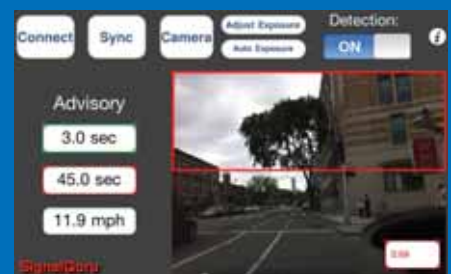 Connect Sync Camera Adjust Exposure Detection:
Auto Exposure ON i
Advisory
3.0 sec
45.0 sec
11.9 mph
SignalGuru